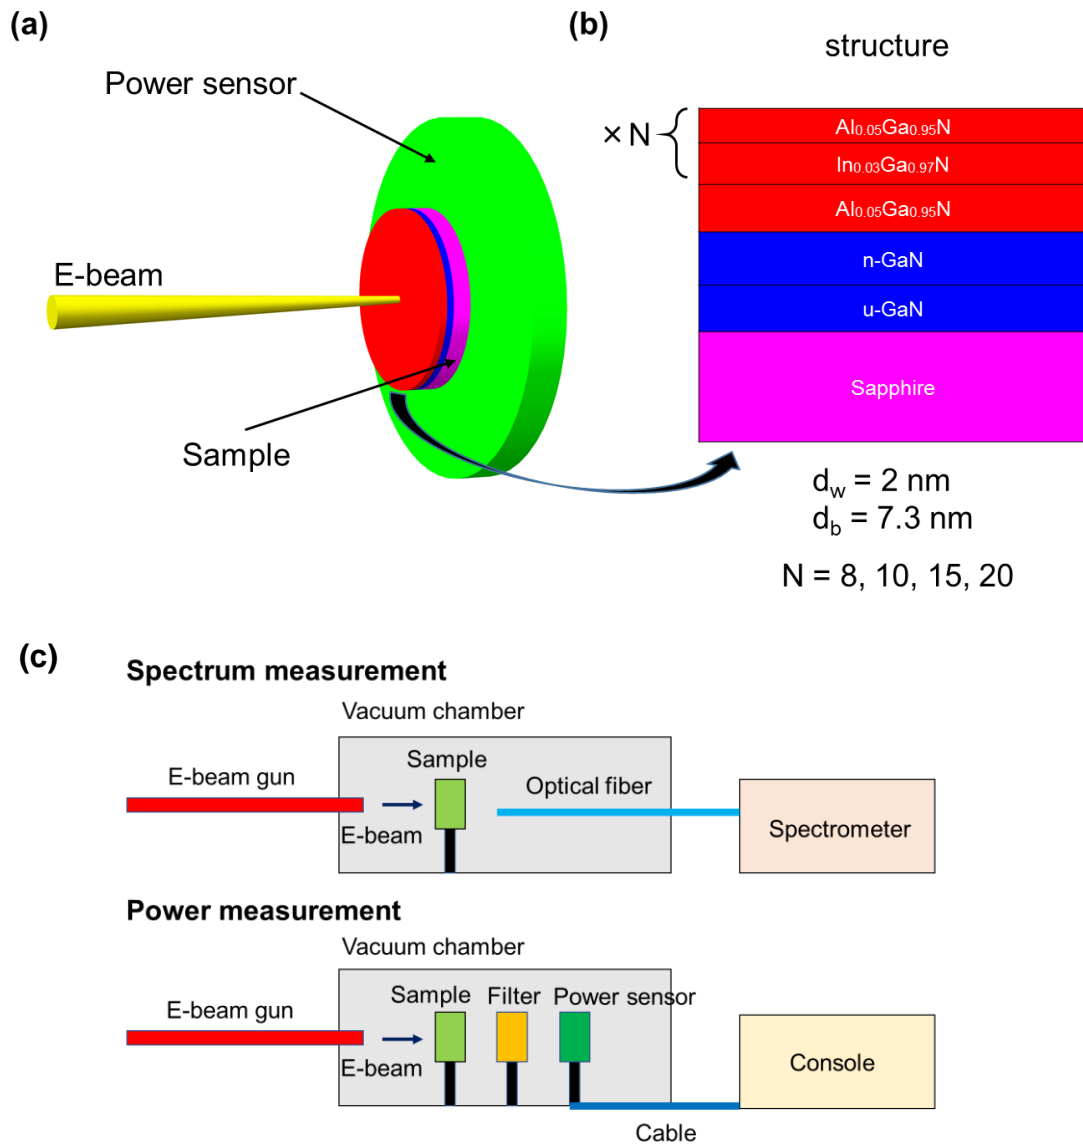 (a)
Power sensor
E-beam
Sample
(b)
structure
× N
Al₀.₀₅Ga₀.₉₅N
In₀.₀₃Ga₀.₉₇N
Al₀.₀₅Ga₀.₉₅N
n-GaN
u-GaN
Sapphire
d_w = 2 nm
d_b = 7.3 nm
N = 8, 10, 15, 20
(c)
Spectrum measurement
Vacuum chamber
E-beam gun
Sample
E-beam
Optical fiber
Spectrometer
Power measurement
Vacuum chamber
E-beam gun
Sample
Filter
Power sensor
E-beam
Console
Cable